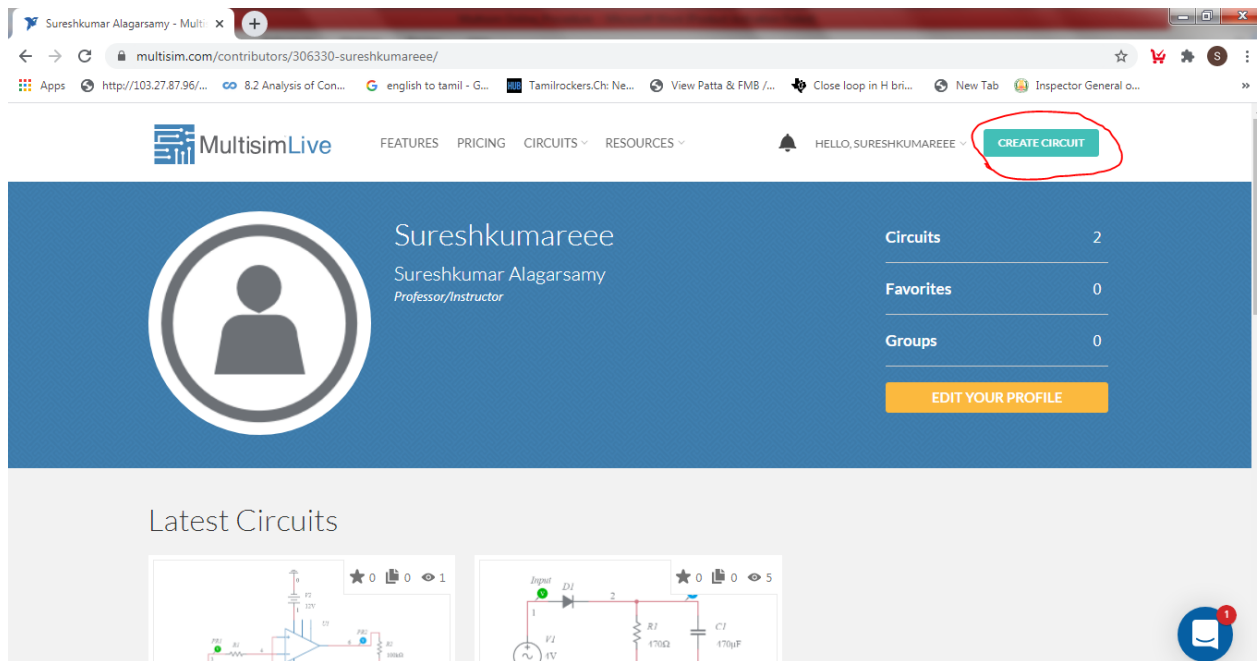 Sureshkumar Alagarsamy - Multis
multisim.com/contributors/306330-sureshkumareee/
S
Apps http://103.27.87.96/... 8.2 Analysis of Con... english to tamil - G... HUB Tamilrockers.Ch: Ne... View Patta & FMB /... Close loop in H bri... New Tab Inspector General o... »
MultisimLive FEATURES PRICING CIRCUITS RESOURCES HELLO, SURESHKUMAREEE CREATE CIRCUIT
Sureshkumareee
Sureshkumar Alagarsamy
Professor/Instructor
Circuits 2
Favorites 0
Groups 0
EDIT YOUR PROFILE
Latest Circuits
0 0 1
0 0 5
Input D1
V
1
2
V1
R1
470Ω
C1
470µF
12V
1